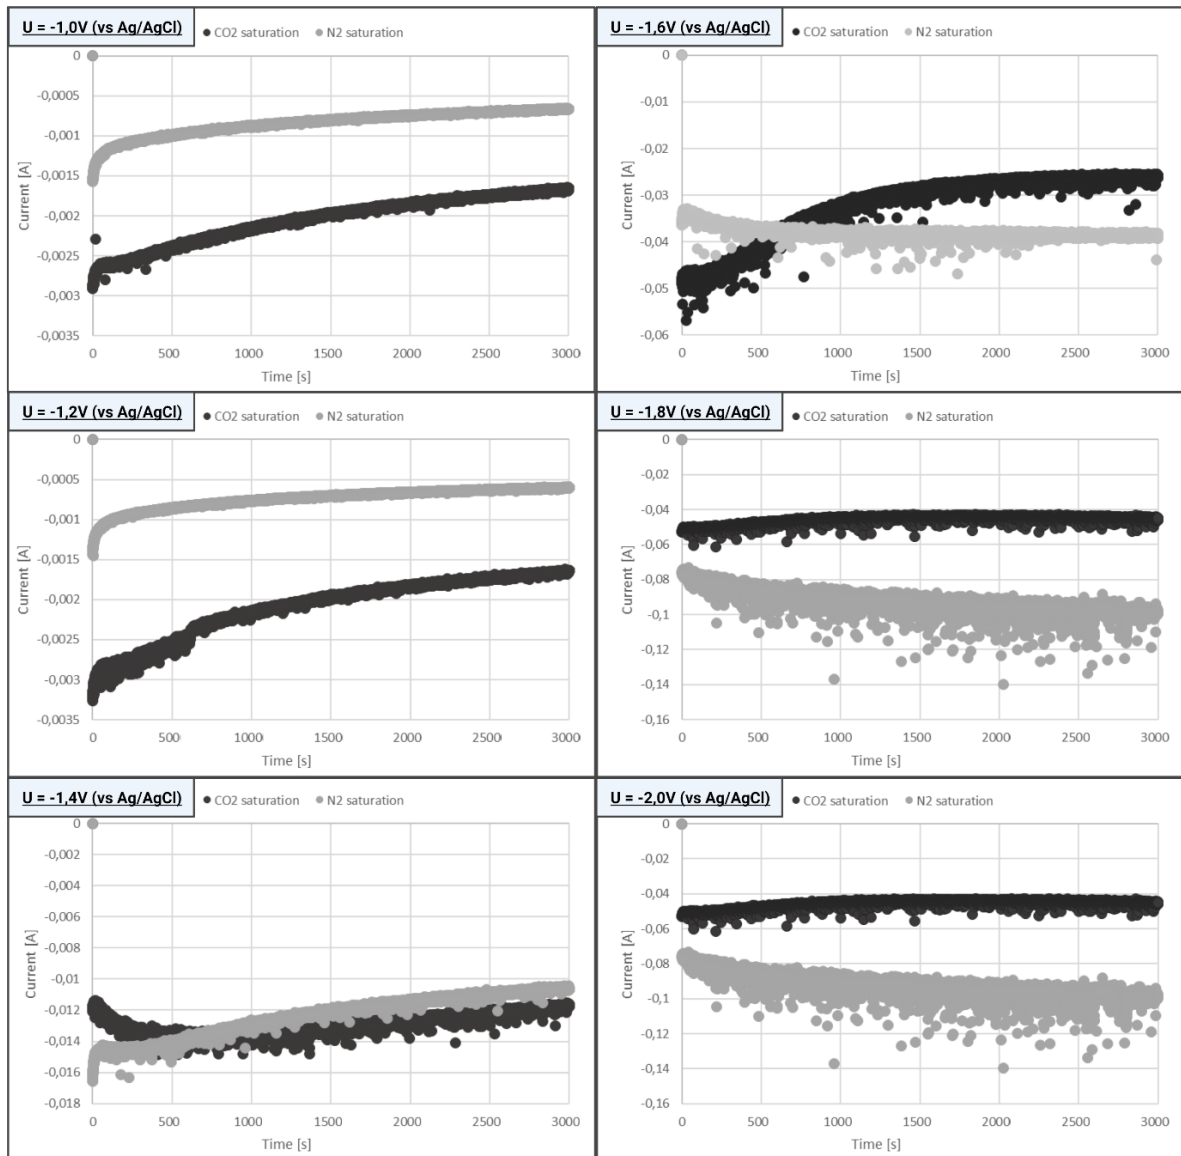 U = -1,0V (vs Ag/AgCl)
CO2 saturation N2 saturation
0
-0,0005
-0,001
-0,0015
-0,002
-0,0025
-0,003
-0,0035
Current [A]
0 500 1000 1500 2000 2500 3000
Time [s]
U = -1,6V (vs Ag/AgCl)
CO2 saturation N2 saturation
0
-0,01
-0,02
-0,03
-0,04
-0,05
-0,06
Current [A]
0 500 1000 1500 2000 2500 3000
Time [s]
U = -1,2V (vs Ag/AgCl)
CO2 saturation N2 saturation
0
-0,0005
-0,001
-0,0015
-0,002
-0,0025
-0,003
-0,0035
Current [A]
0 500 1000 1500 2000 2500 3000
Time [s]
U = -1,8V (vs Ag/AgCl)
CO2 saturation N2 saturation
0
-0,02
-0,04
-0,06
-0,08
-0,1
-0,12
-0,14
-0,16
Current [A]
0 500 1000 1500 2000 2500 3000
Time [s]
U = -1,4V (vs Ag/AgCl)
CO2 saturation N2 saturation
0
-0,002
-0,004
-0,006
-0,008
-0,01
-0,012
-0,014
-0,016
-0,018
Current [A]
0 500 1000 1500 2000 2500 3000
Time [s]
U = -2,0V (vs Ag/AgCl)
CO2 saturation N2 saturation
0
-0,02
-0,04
-0,06
-0,08
-0,1
-0,12
-0,14
-0,16
Current [A]
0 500 1000 1500 2000 2500 3000
Time [s]